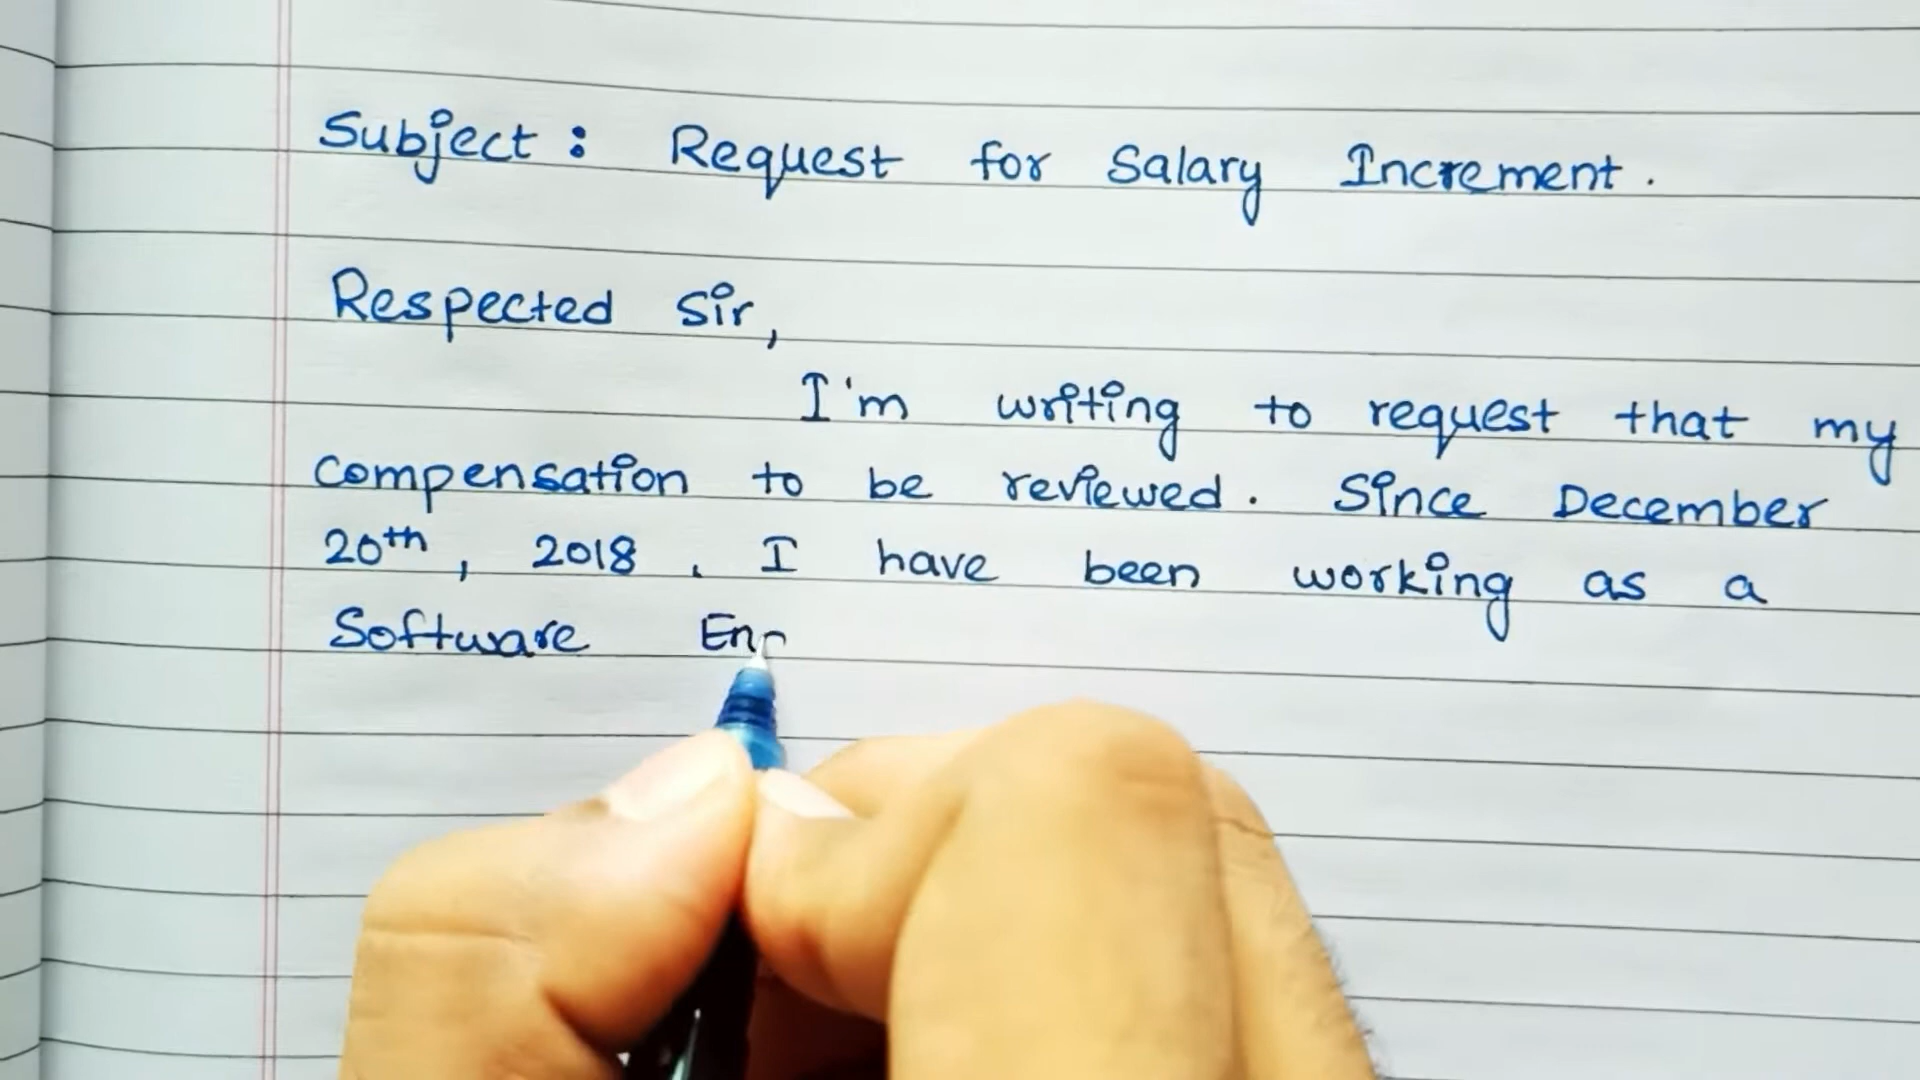 Subject : Request for Salary Increment.
Respected Sir,
I'm writing to request that my
compensation to be reviewed. Since December
20th, 2018, I have been working as a
Software En